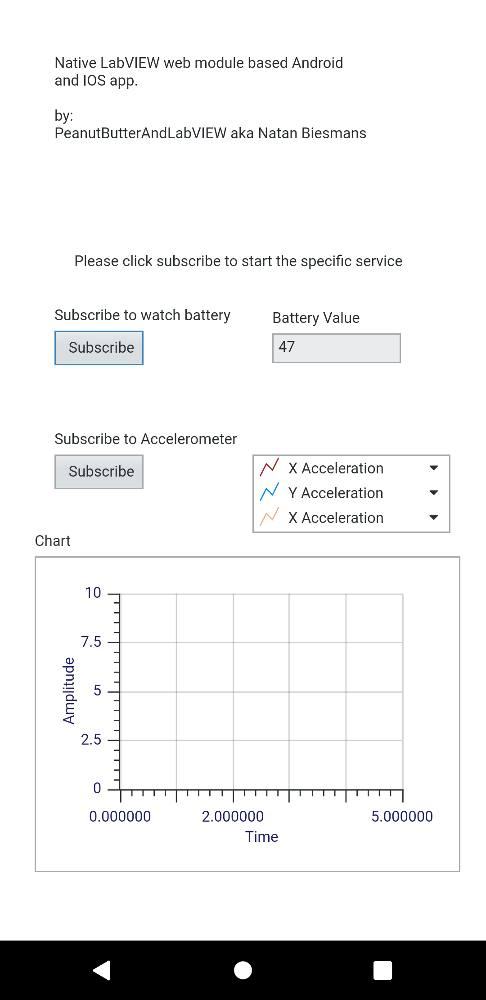 Native LabVIEW web module based Android
and IOS app.
by:
PeanutButterAndLabVIEW aka Natan Biesmans
Please click subscribe to start the specific service
Subscribe to watch battery
Subscribe
Battery Value
47
Subscribe to Accelerometer
Subscribe
X Acceleration
Y Acceleration
X Acceleration
Chart
10
7.5
5
2.5
0
Amplitude
0.000000 2.000000 5.000000
Time